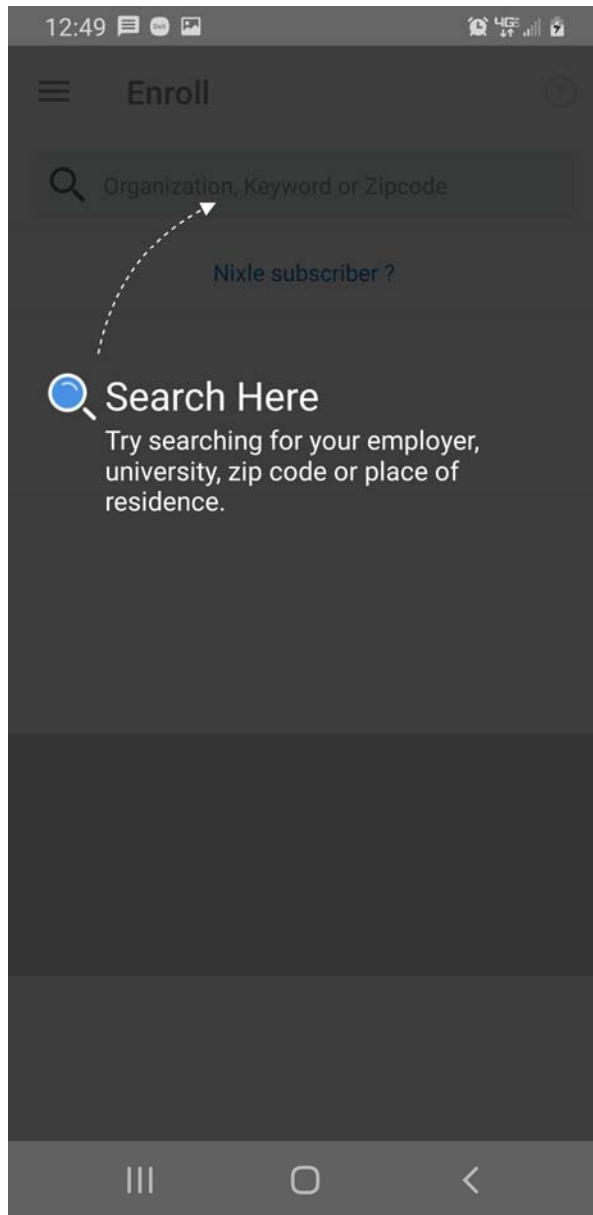 12:49
4GE
Enroll
Organization, Keyword or Zipcode
Nixle subscriber ?
Search Here
Try searching for your employer,
university, zip code or place of
residence.